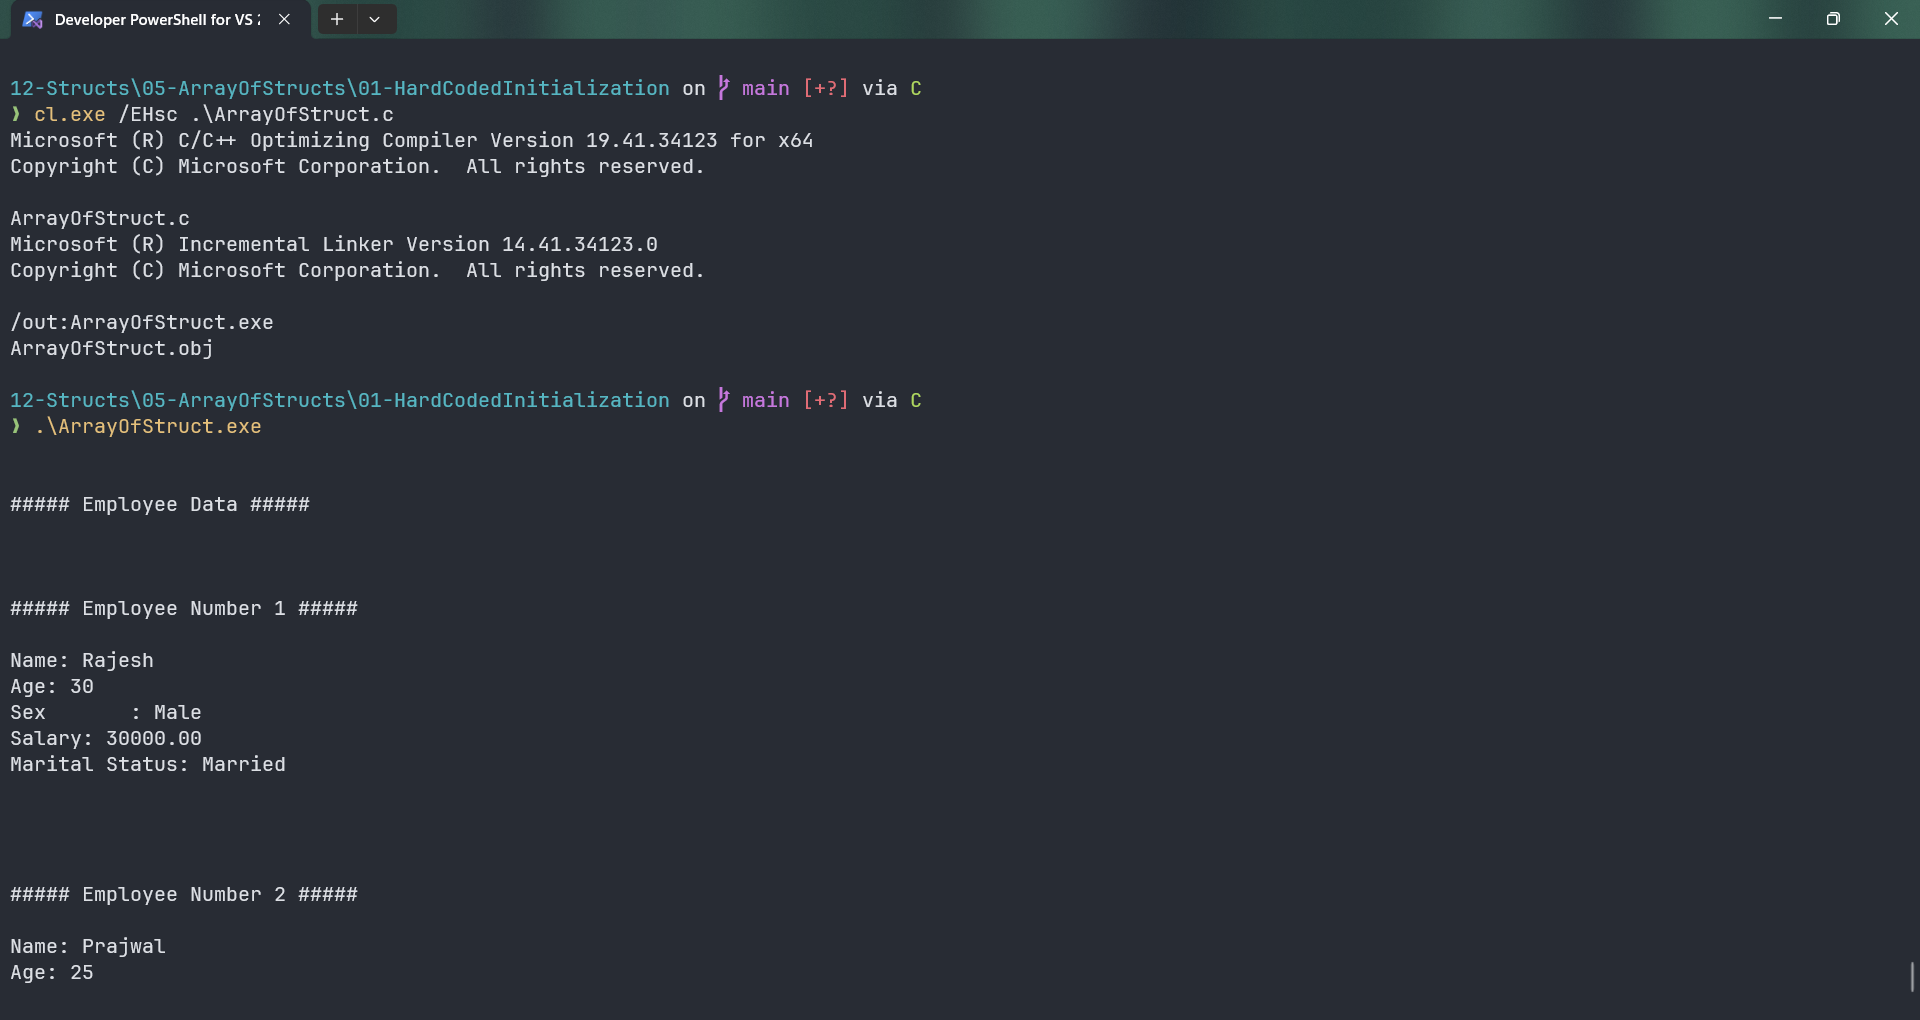 Developer PowerShell for VS 2
12-Structs\05-ArrayOfStructs\01-HardCodedInitialization on main [+?] via C
❯ cl.exe /EHsc .\ArrayOfStruct.c
Microsoft (R) C/C++ Optimizing Compiler Version 19.41.34123 for x64
Copyright (C) Microsoft Corporation.  All rights reserved.
ArrayOfStruct.c
Microsoft (R) Incremental Linker Version 14.41.34123.0
Copyright (C) Microsoft Corporation.  All rights reserved.
/out:ArrayOfStruct.exe
ArrayOfStruct.obj
12-Structs\05-ArrayOfStructs\01-HardCodedInitialization on main [+?] via C
❯ .\ArrayOfStruct.exe
##### Employee Data #####
##### Employee Number 1 #####
Name: Rajesh
Age: 30
Sex       : Male
Salary: 30000.00
Marital Status: Married
##### Employee Number 2 #####
Name: Prajwal
Age: 25